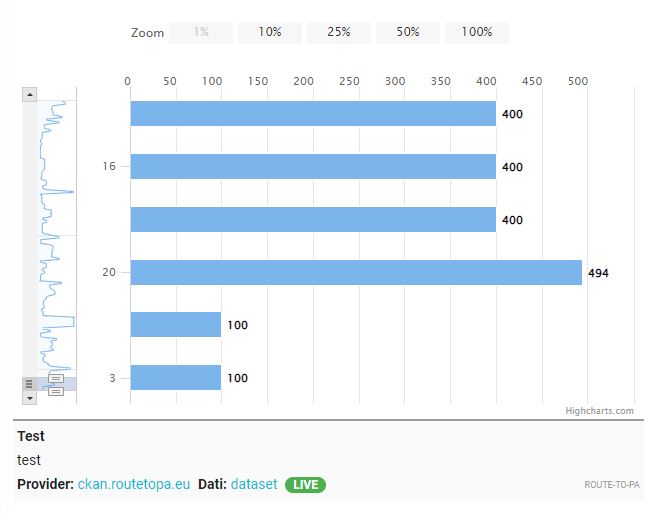 Zoom 1% 10% 25% 50% 100%
0 50 100 150 200 250 300 350 400 450 500
400
16 400
400
20 494
100
3 100
Highcharts.com
Test
test
Provider: ckan.routetopa.eu Dati: dataset LIVE ROUTE-TO-PA